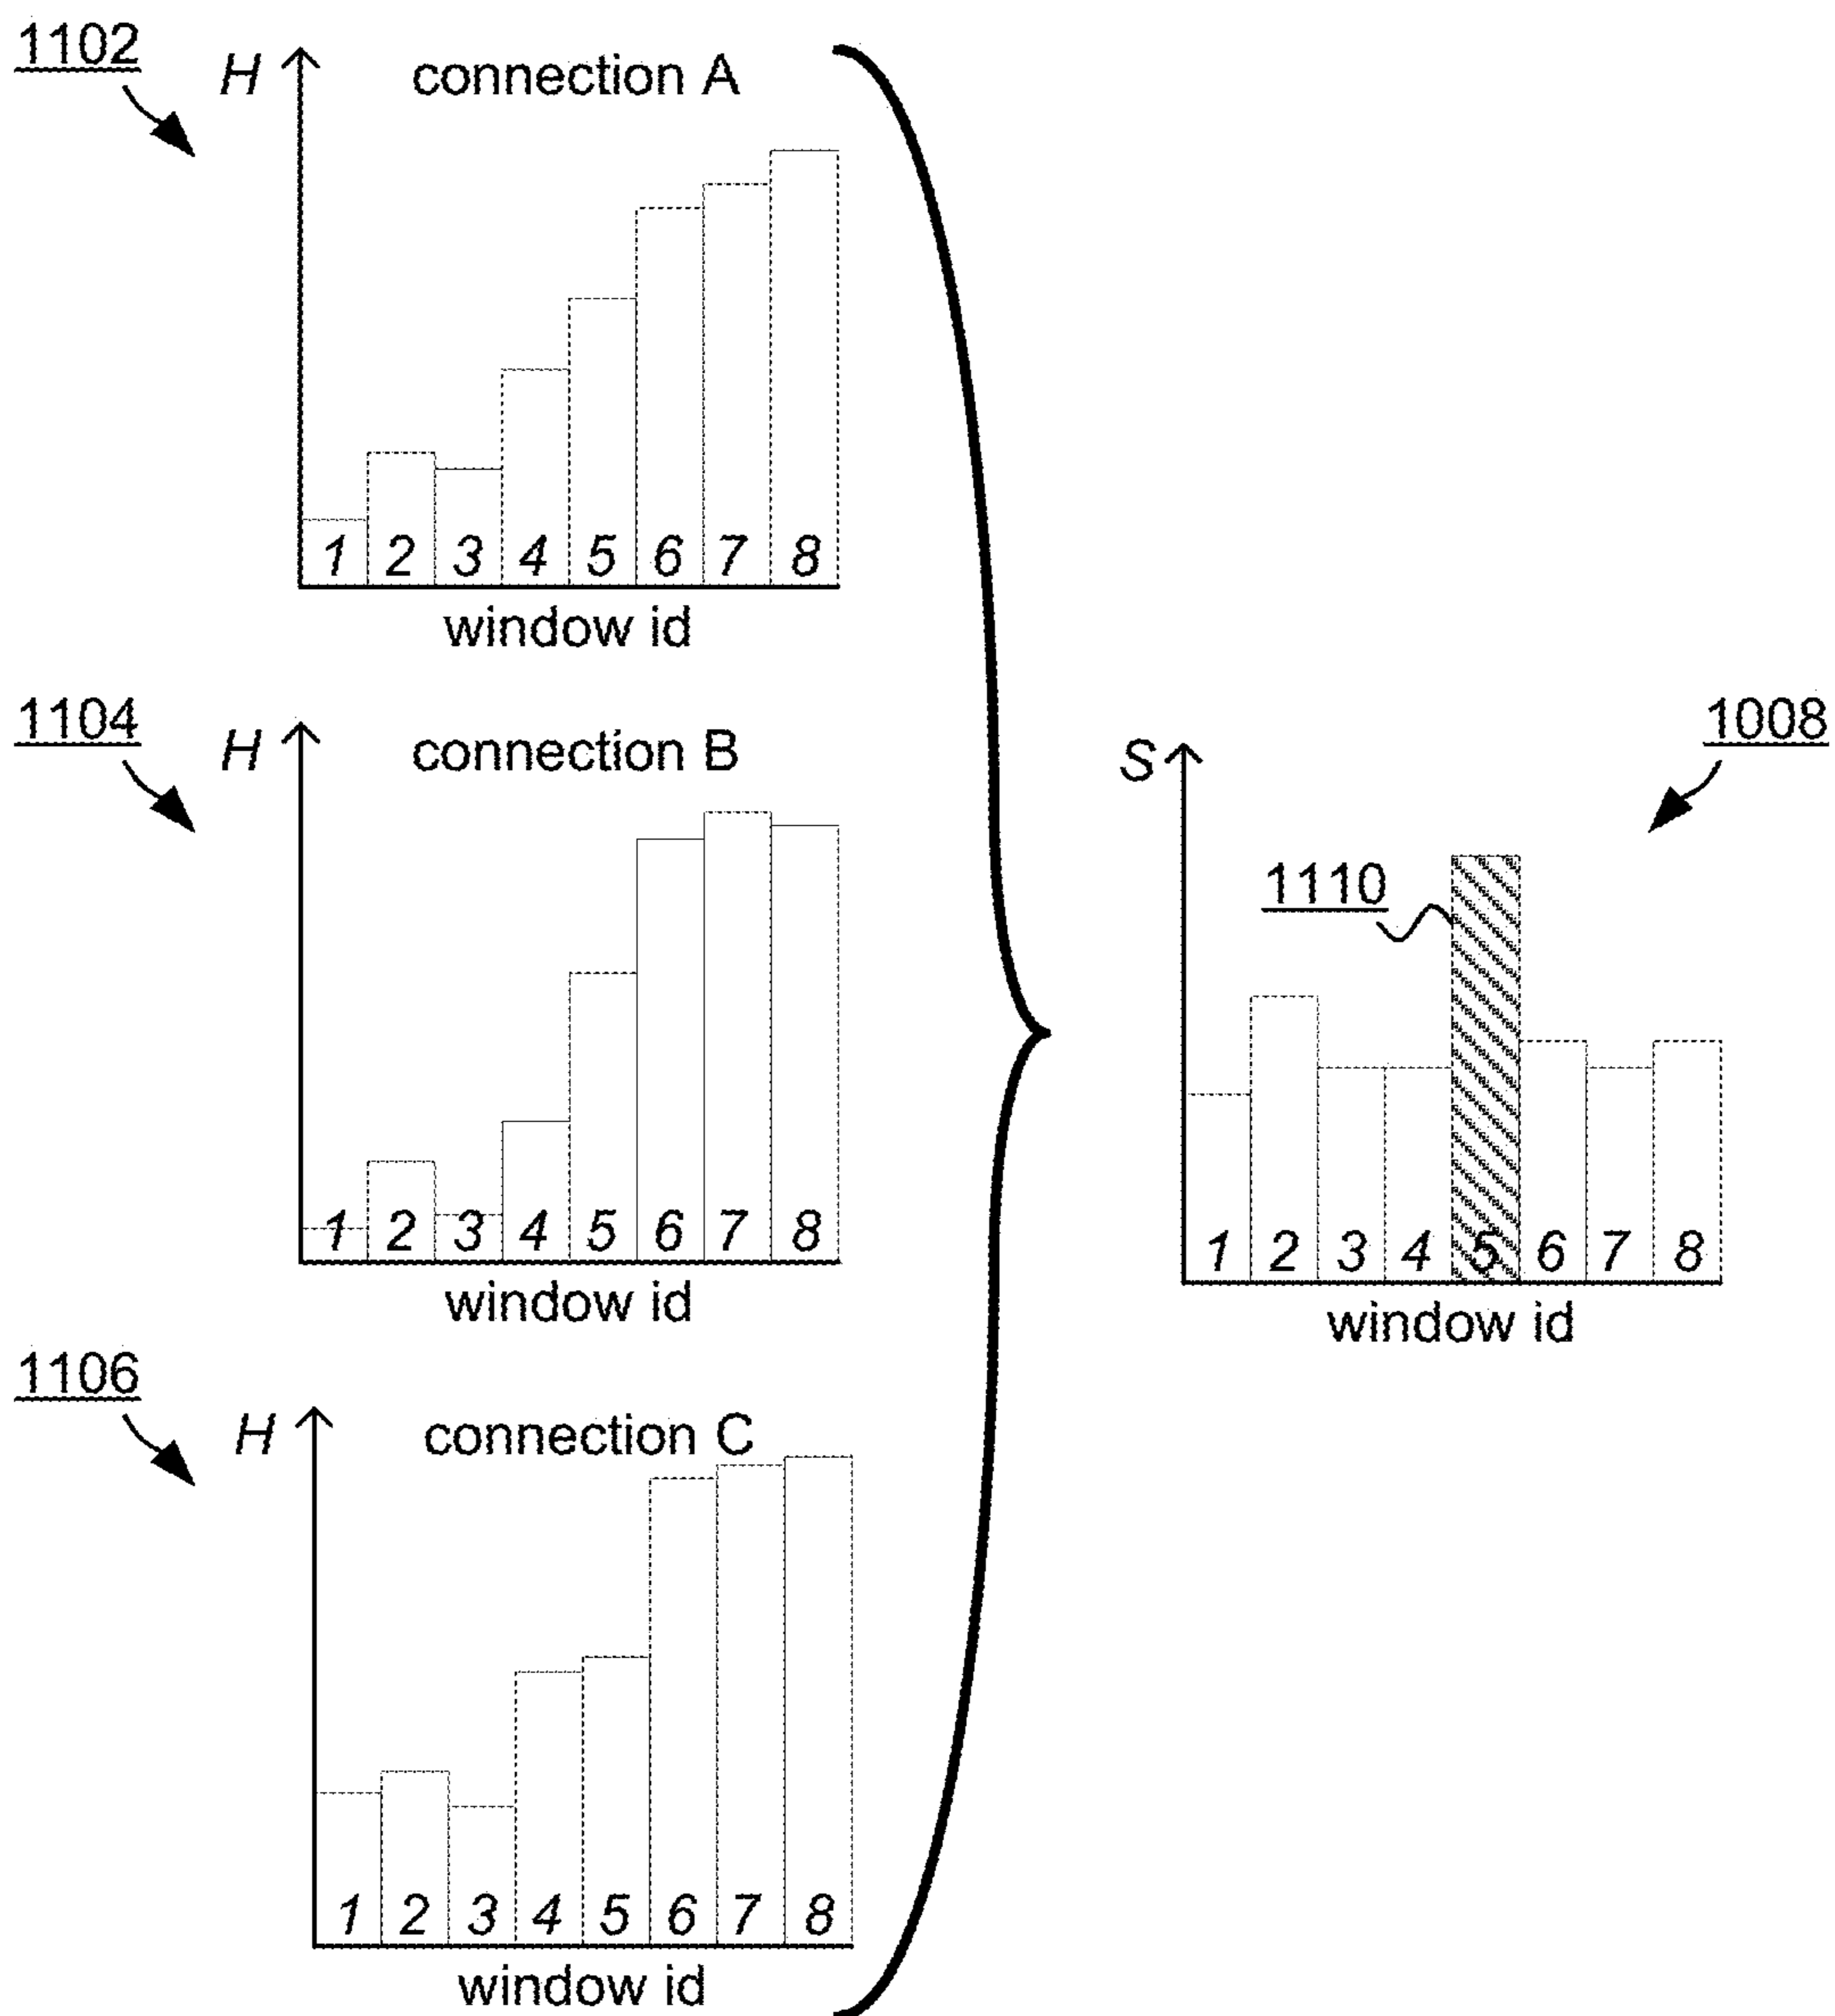 1102
H connection A
1 2 3 4 5 6 7 8
window id
1104
H connection B
1 2 3 4 5 6 7 8
window id
1106
H connection C
1 2 3 4 5 6 7 8
window id
1008
S
1110
1 2 3 4 5 6 7 8
window id